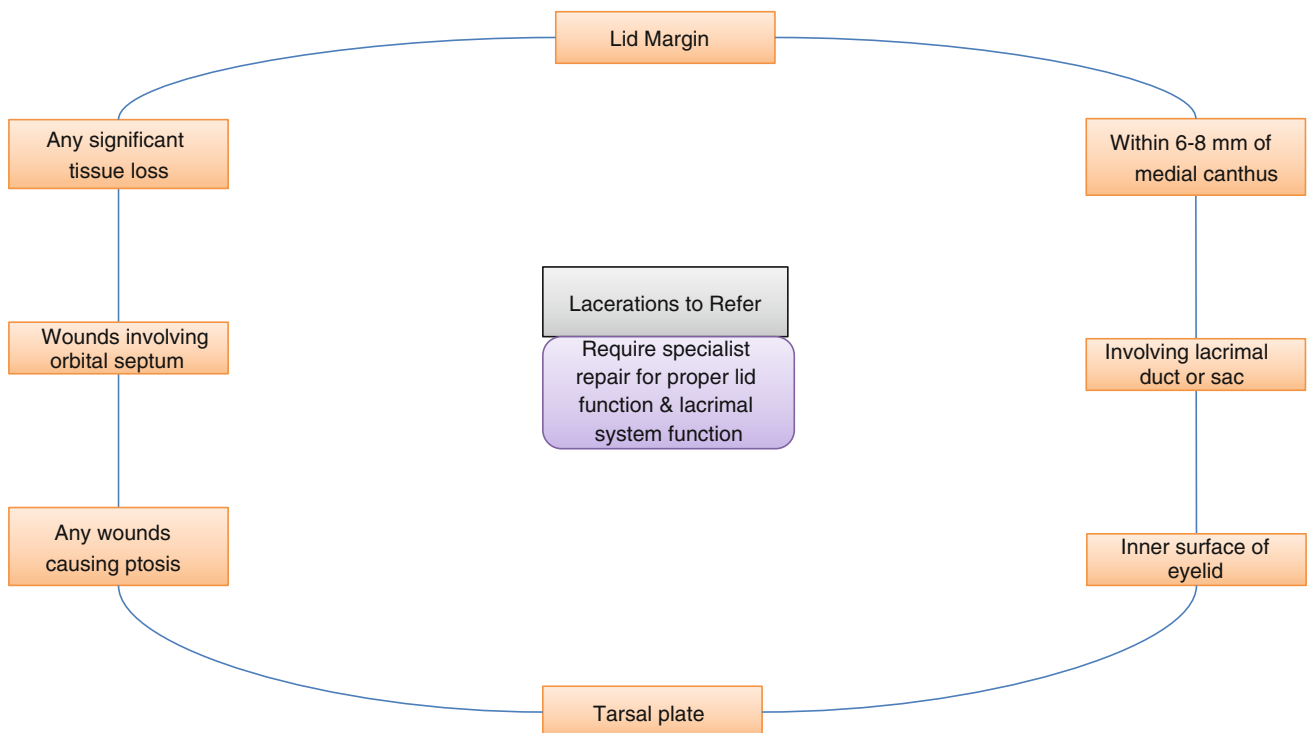 Lid Margin
Any significant
tissue loss
Within 6-8 mm of
medial canthus
Lacerations to Refer
Require specialist
repair for proper lid
function & lacrimal
system function
Wounds involving
orbital septum
Involving lacrimal
duct or sac
Any wounds
causing ptosis
Inner surface of
eyelid
Tarsal plate